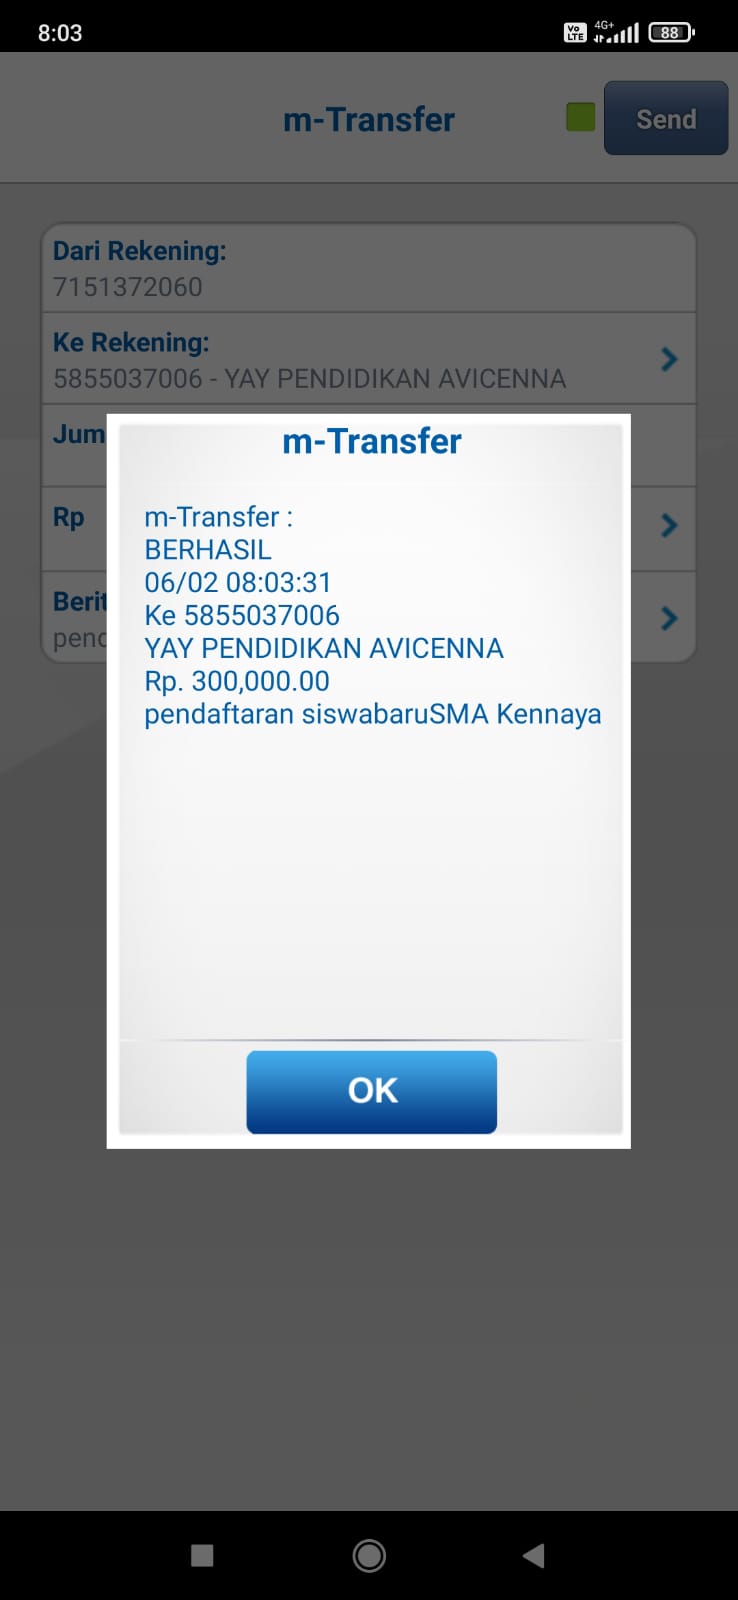 8:03
Vo LTE
4G+
88
m-Transfer
Send
Dari Rekening:
7151372060
Ke Rekening:
5855037006 - YAY PENDIDIKAN AVICENNA
Jum
Rp
Berit
pend
m-Transfer
m-Transfer :
BERHASIL
06/02 08:03:31
Ke 5855037006
YAY PENDIDIKAN AVICENNA
Rp. 300,000.00
pendaftaran siswabaruSMA Kennaya
OK